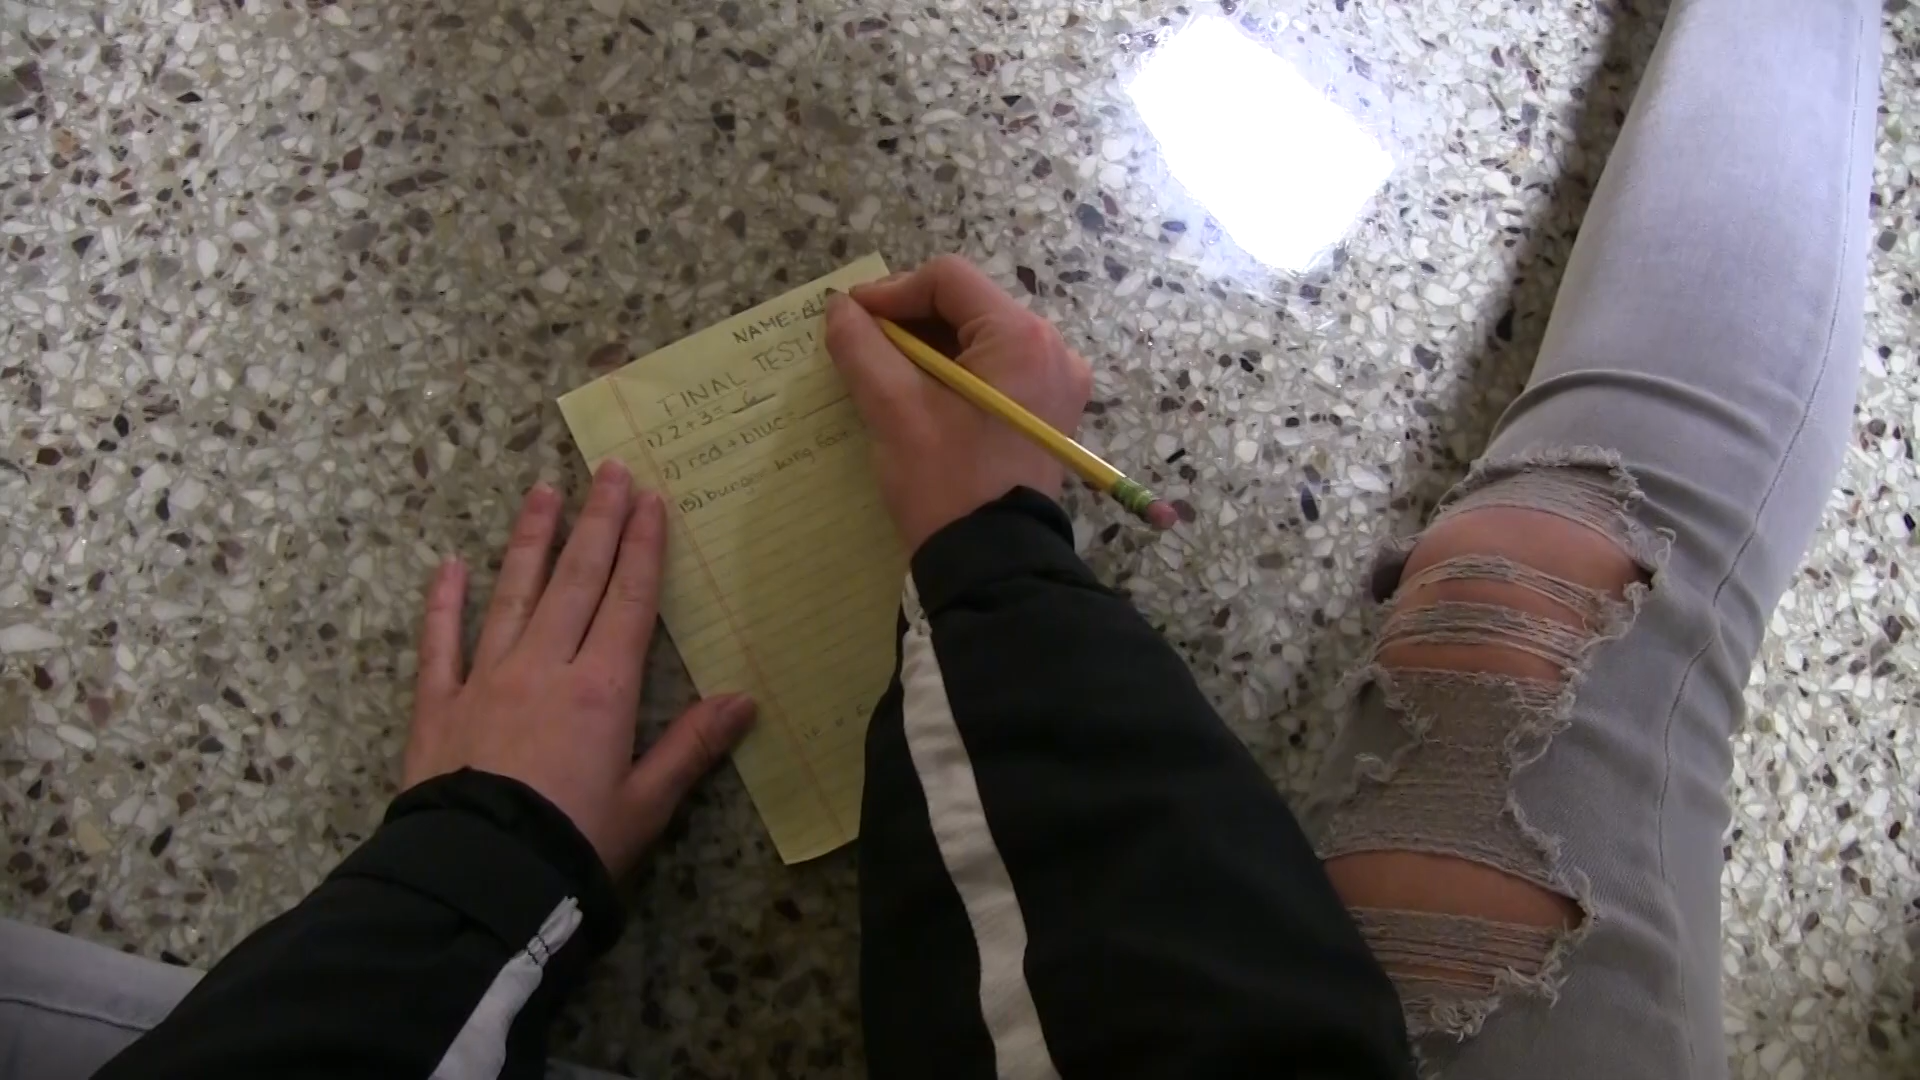 NAME:
FINAL TEST!
1) 2+3= 6
2) red + blue =
15) burger king